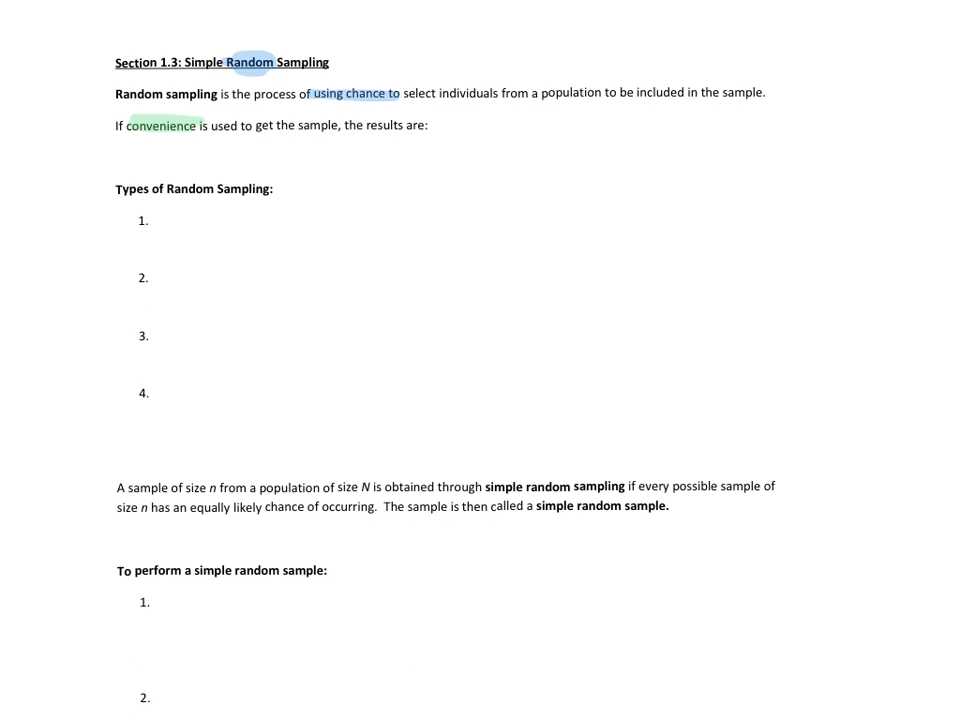 Section 1.3: Simple Random Sampling
Random sampling is the process of using chance to select individuals from a population to be included in the sample.
If convenience is used to get the sample, the results are:
Types of Random Sampling:
1.
2.
3.
4.
A sample of size n from a population of size N is obtained through simple random sampling if every possible sample of
size n has an equally likely chance of occurring. The sample is then called a simple random sample.
To perform a simple random sample:
1.
2.